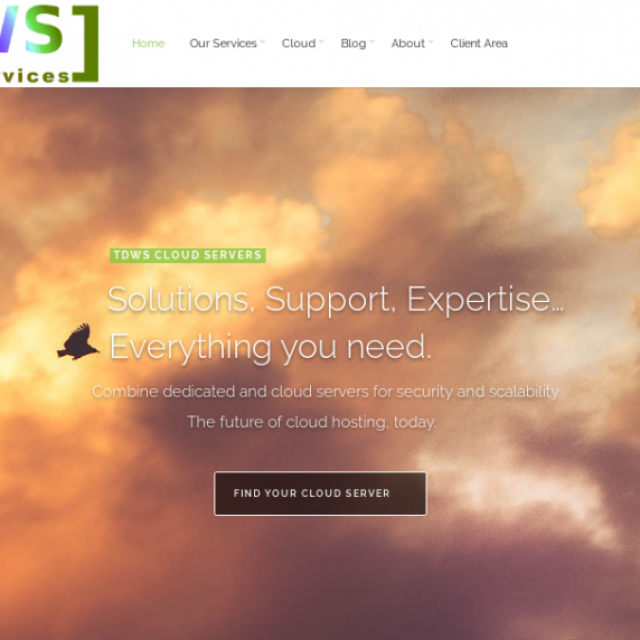 WS]
vices
Home Our Services Cloud Blog About Client Area
TDWS CLOUD SERVERS
Solutions, Support, Expertise...
Everything you need.
Combine dedicated and cloud servers for security and scalability.
The future of cloud hosting, today.
FIND YOUR CLOUD SERVER